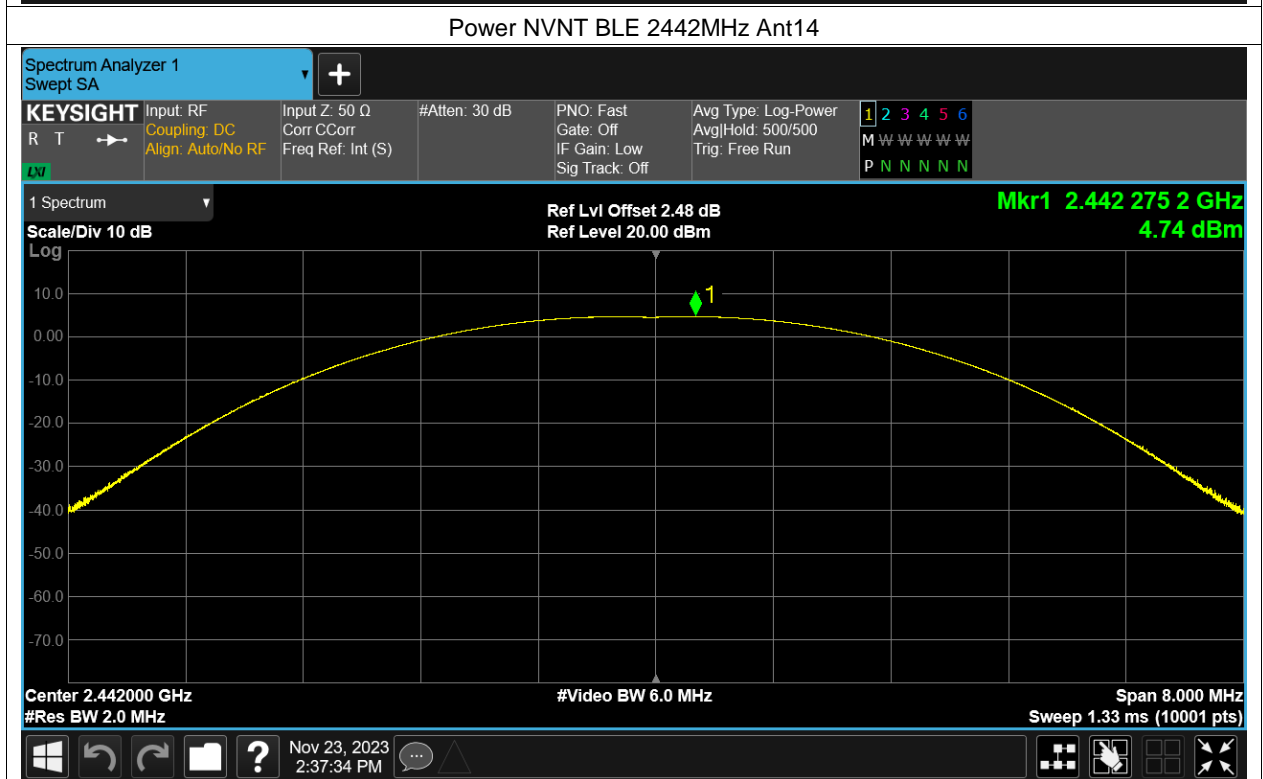 Power NVNT BLE 2442MHz Ant14
Spectrum Analyzer 1
Swept SA
KEYSIGHT
R T
LXI
Input: RF
Coupling: DC
Align: Auto/No RF
Input Z: 50 Ω
Corr CCorr
Freq Ref: Int (S)
#Atten: 30 dB
PNO: Fast
Gate: Off
IF Gain: Low
Sig Track: Off
Avg Type: Log-Power
Avg|Hold: 500/500
Trig: Free Run
1 2 3 4 5 6
M W W W W W
P N N N N N
1 Spectrum
Scale/Div 10 dB
Ref Lvl Offset 2.48 dB
Ref Level 20.00 dBm
Mkr1 2.442 275 2 GHz
4.74 dBm
Log
10.0
0.00
-10.0
-20.0
-30.0
-40.0
-50.0
-60.0
-70.0
1
Center 2.442000 GHz
#Res BW 2.0 MHz
#Video BW 6.0 MHz
Span 8.000 MHz
Sweep 1.33 ms (10001 pts)
?
Nov 23, 2023
2:37:34 PM